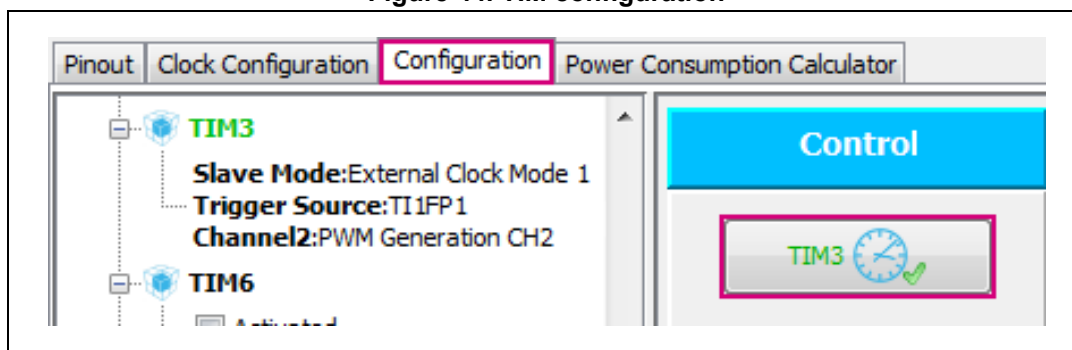 Pinout Clock Configuration Configuration Power Consumption Calculator
TIM3
Slave Mode:External Clock Mode 1
Trigger Source:TI1FP1
Channel2:PWM Generation CH2
TIM6
Control
TIM3